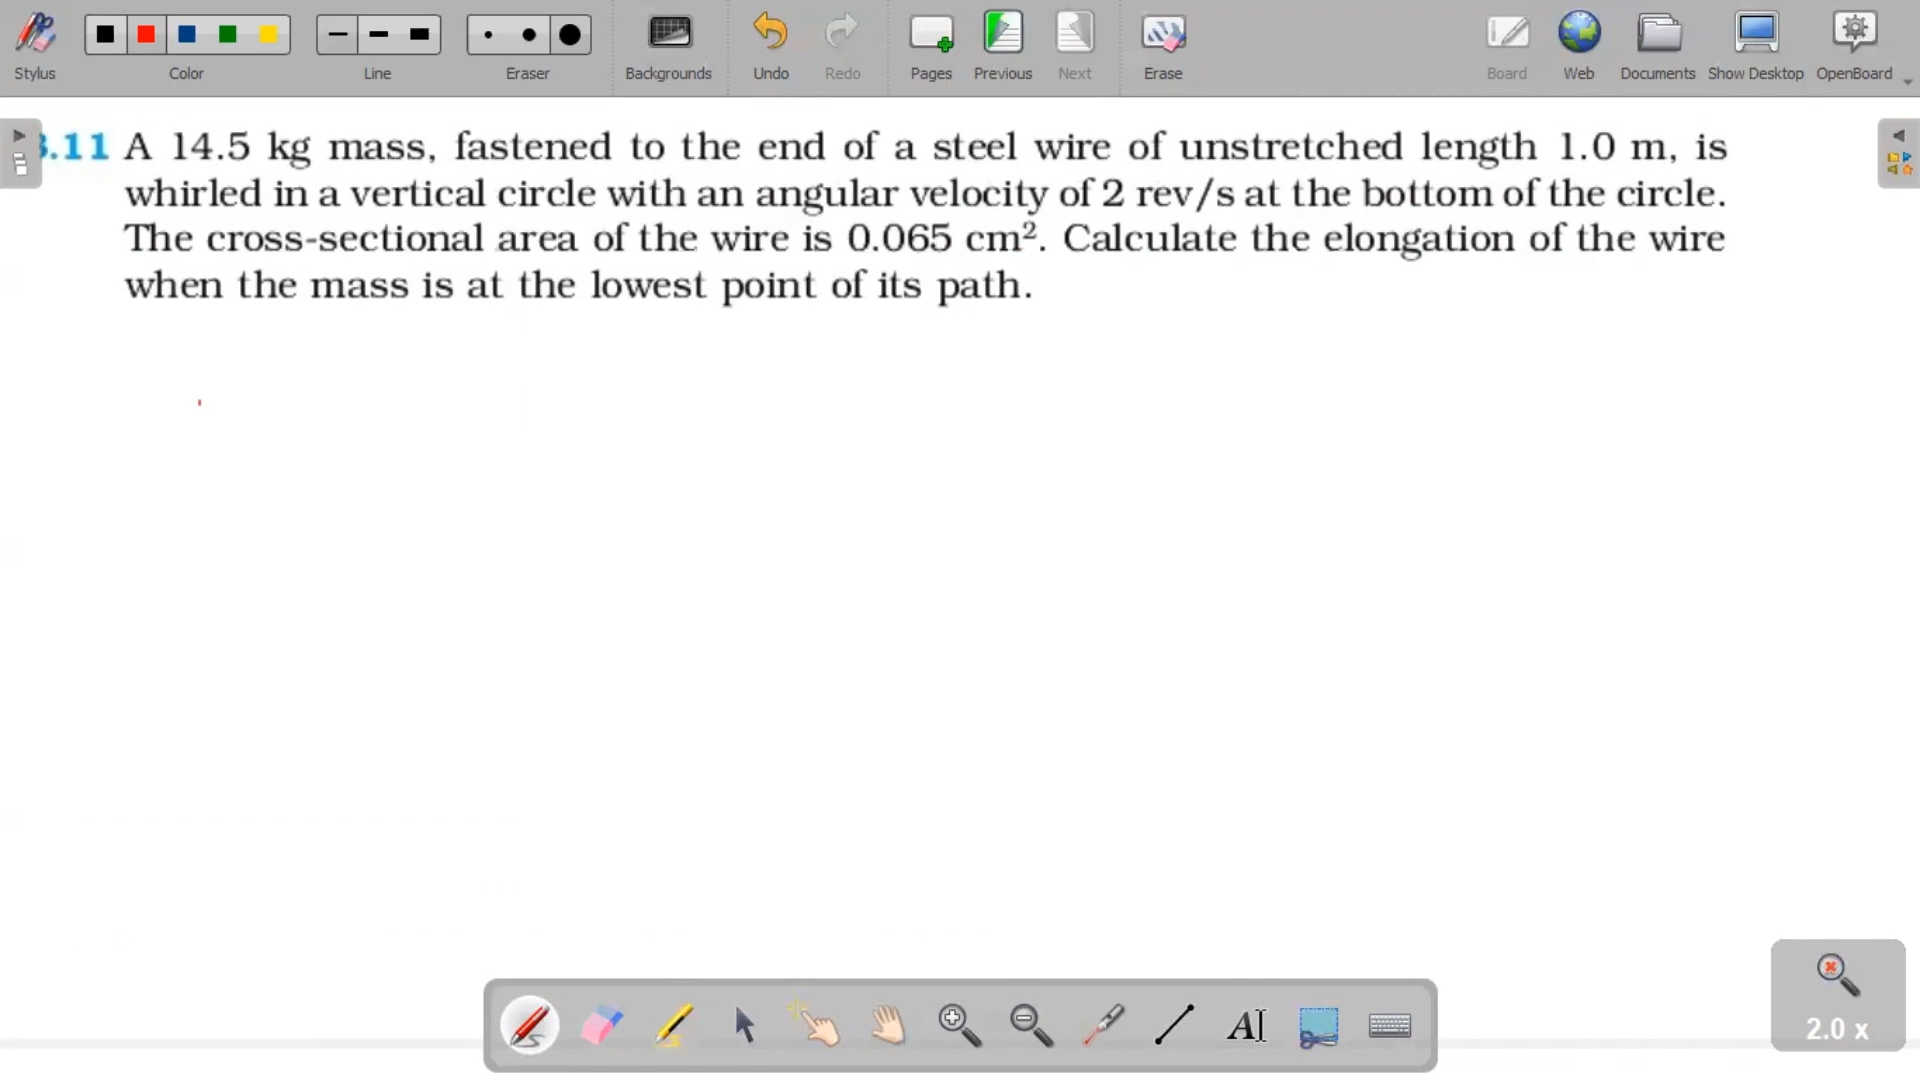 Stylus
Color
Line
Eraser
Backgrounds
Undo
Redo
Pages
Previous
Next
Erase
Board
Web
Documents
Show Desktop
OpenBoard
.11 A 14.5 kg mass, fastened to the end of a steel wire of unstretched length 1.0 m, is
whirled in a vertical circle with an angular velocity of 2 rev/s at the bottom of the circle.
The cross-sectional area of the wire is 0.065 cm². Calculate the elongation of the wire
when the mass is at the lowest point of its path.
2.0 x